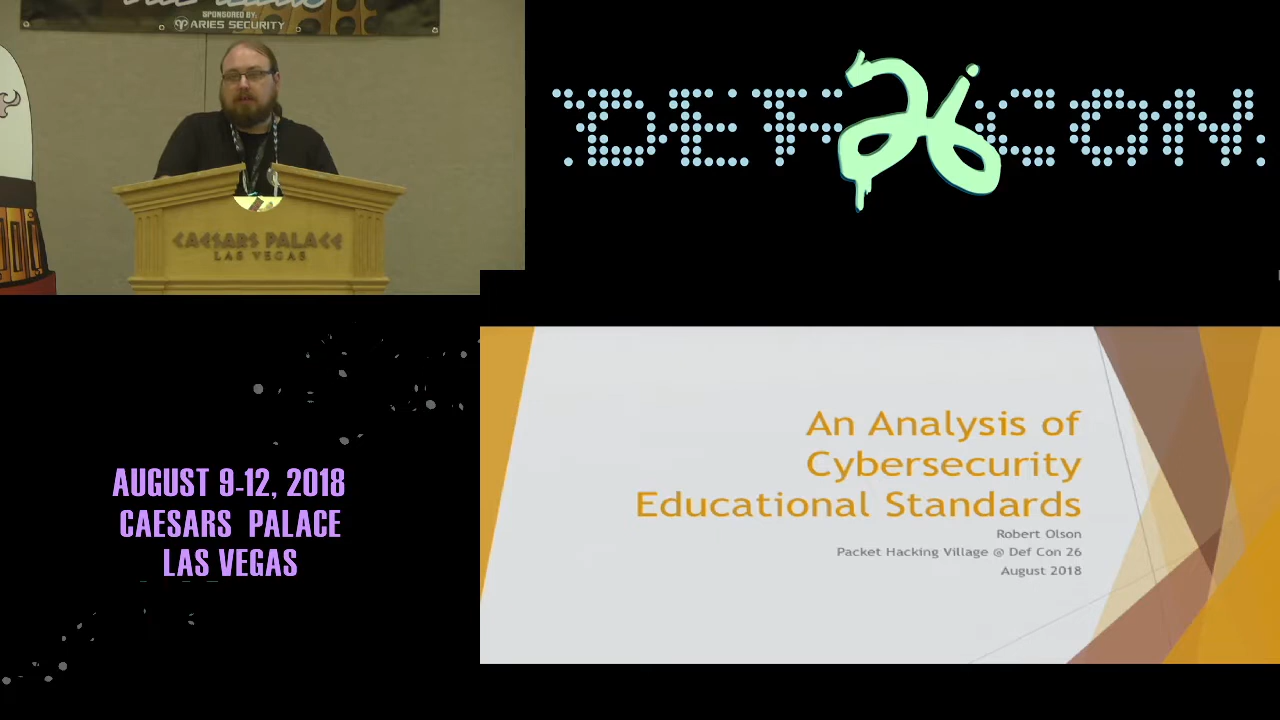 SPONSORED BY:
ARIES SECURITY
CAESARS PALACE
LAS VEGAS
DEF 26 CON
AUGUST 9-12, 2018
CAESARS PALACE
LAS VEGAS
An Analysis of
Cybersecurity
Educational Standards
Robert Olson
Packet Hacking Village @ Def Con 26
August 2018